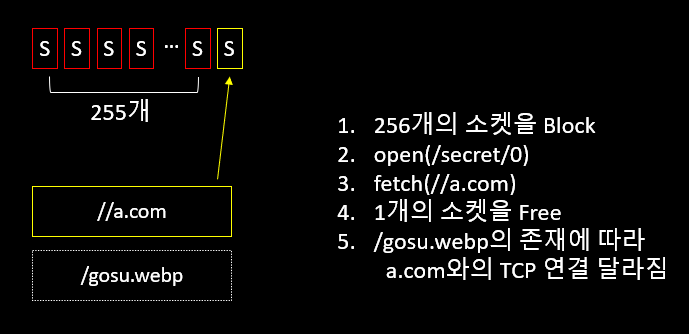 S S S S ... S S
255개
//a.com
/gosu.webp
1. 256개의 소켓을 Block
2. open(/secret/0)
3. fetch(//a.com)
4. 1개의 소켓을 Free
5. /gosu.webp의 존재에 따라
a.com와의 TCP 연결 달라짐